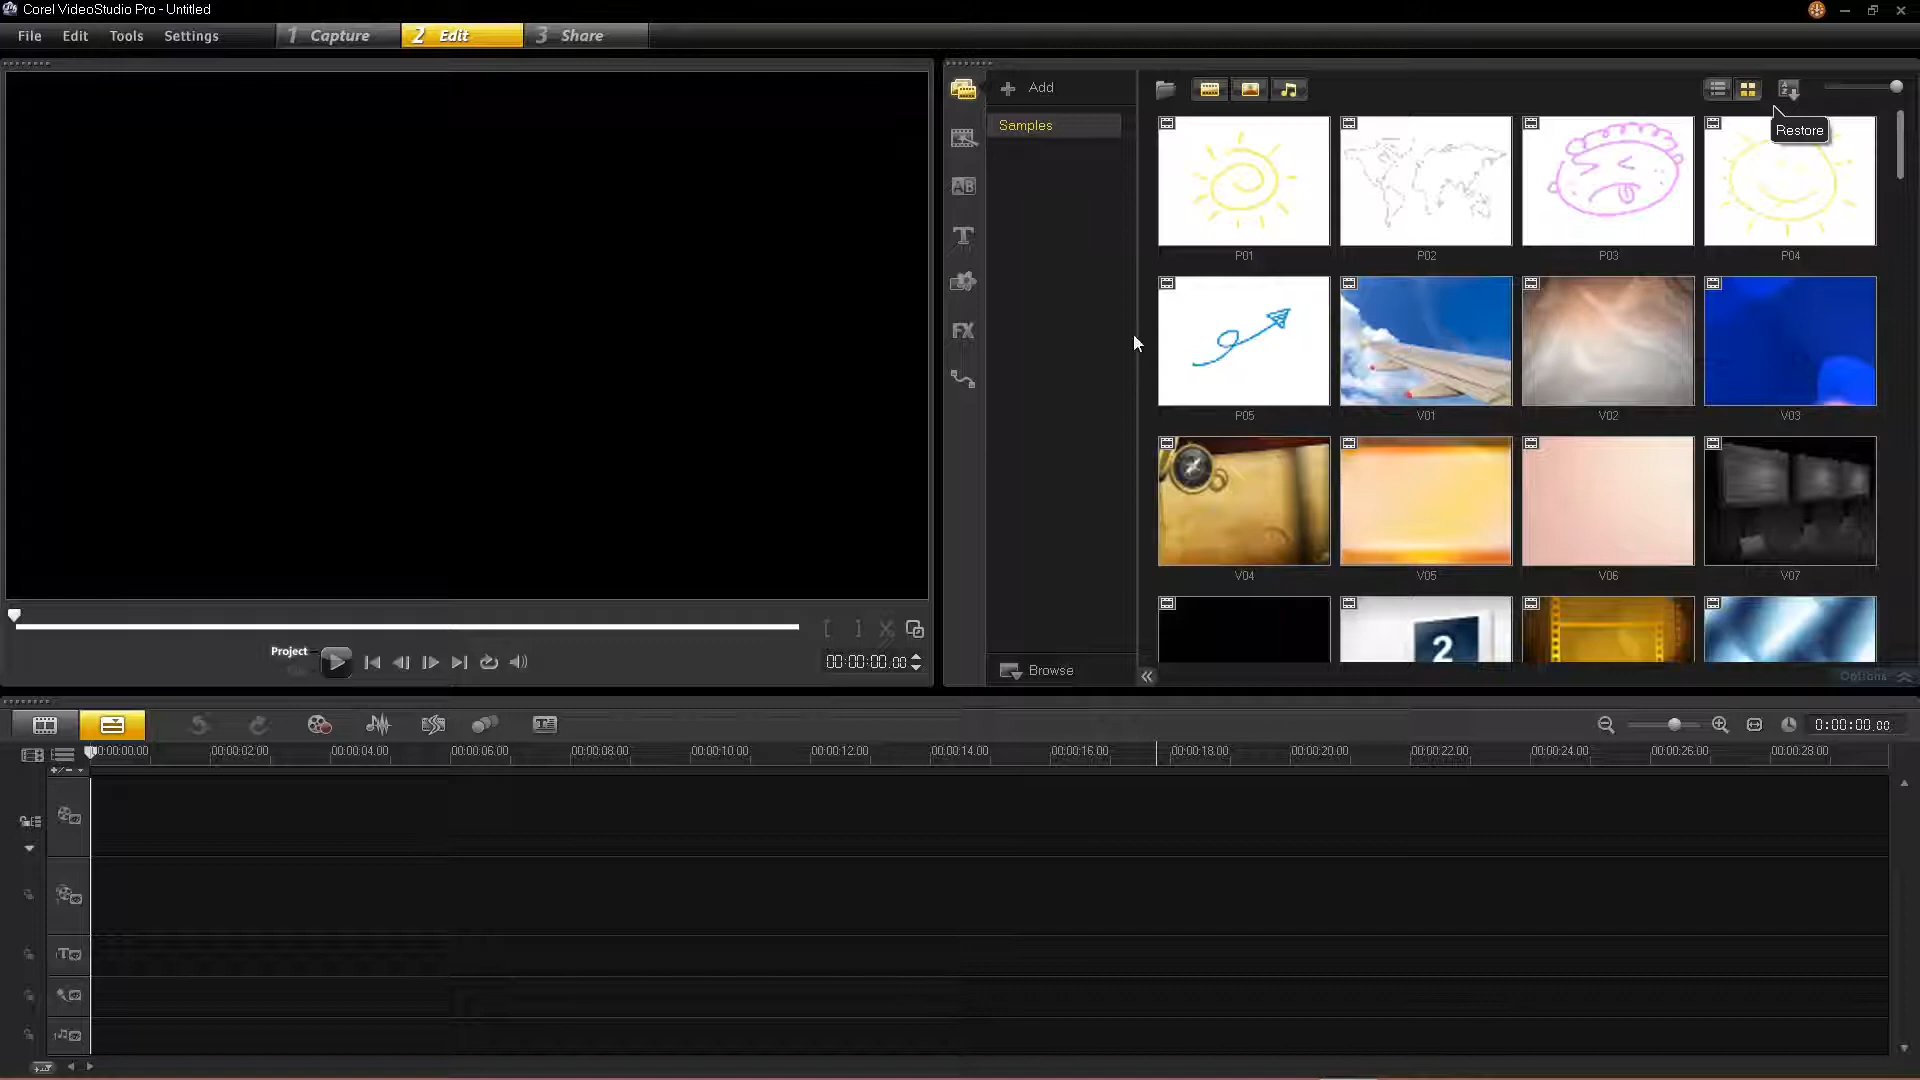 Corel VideoStudio Pro - Untitled
File Edit Tools Settings 1 Capture 2 Edit 3 Share
Add
Samples
Restore
P01 P02 P03 P04
P05 V01 V02 V03
V04 V05 V06 V07
2
Project
00:00:00.00
Browse
Options
0:00:00.00
00:00:00.00 00:00:02.00 00:00:04.00 00:00:06.00 00:00:08.00 00:00:10.00 00:00:12.00 00:00:14.00 00:00:16.00 00:00:18.00 00:00:20.00 00:00:22.00 00:00:24.00 00:00:26.00 00:00:28.00
AB
T
FX